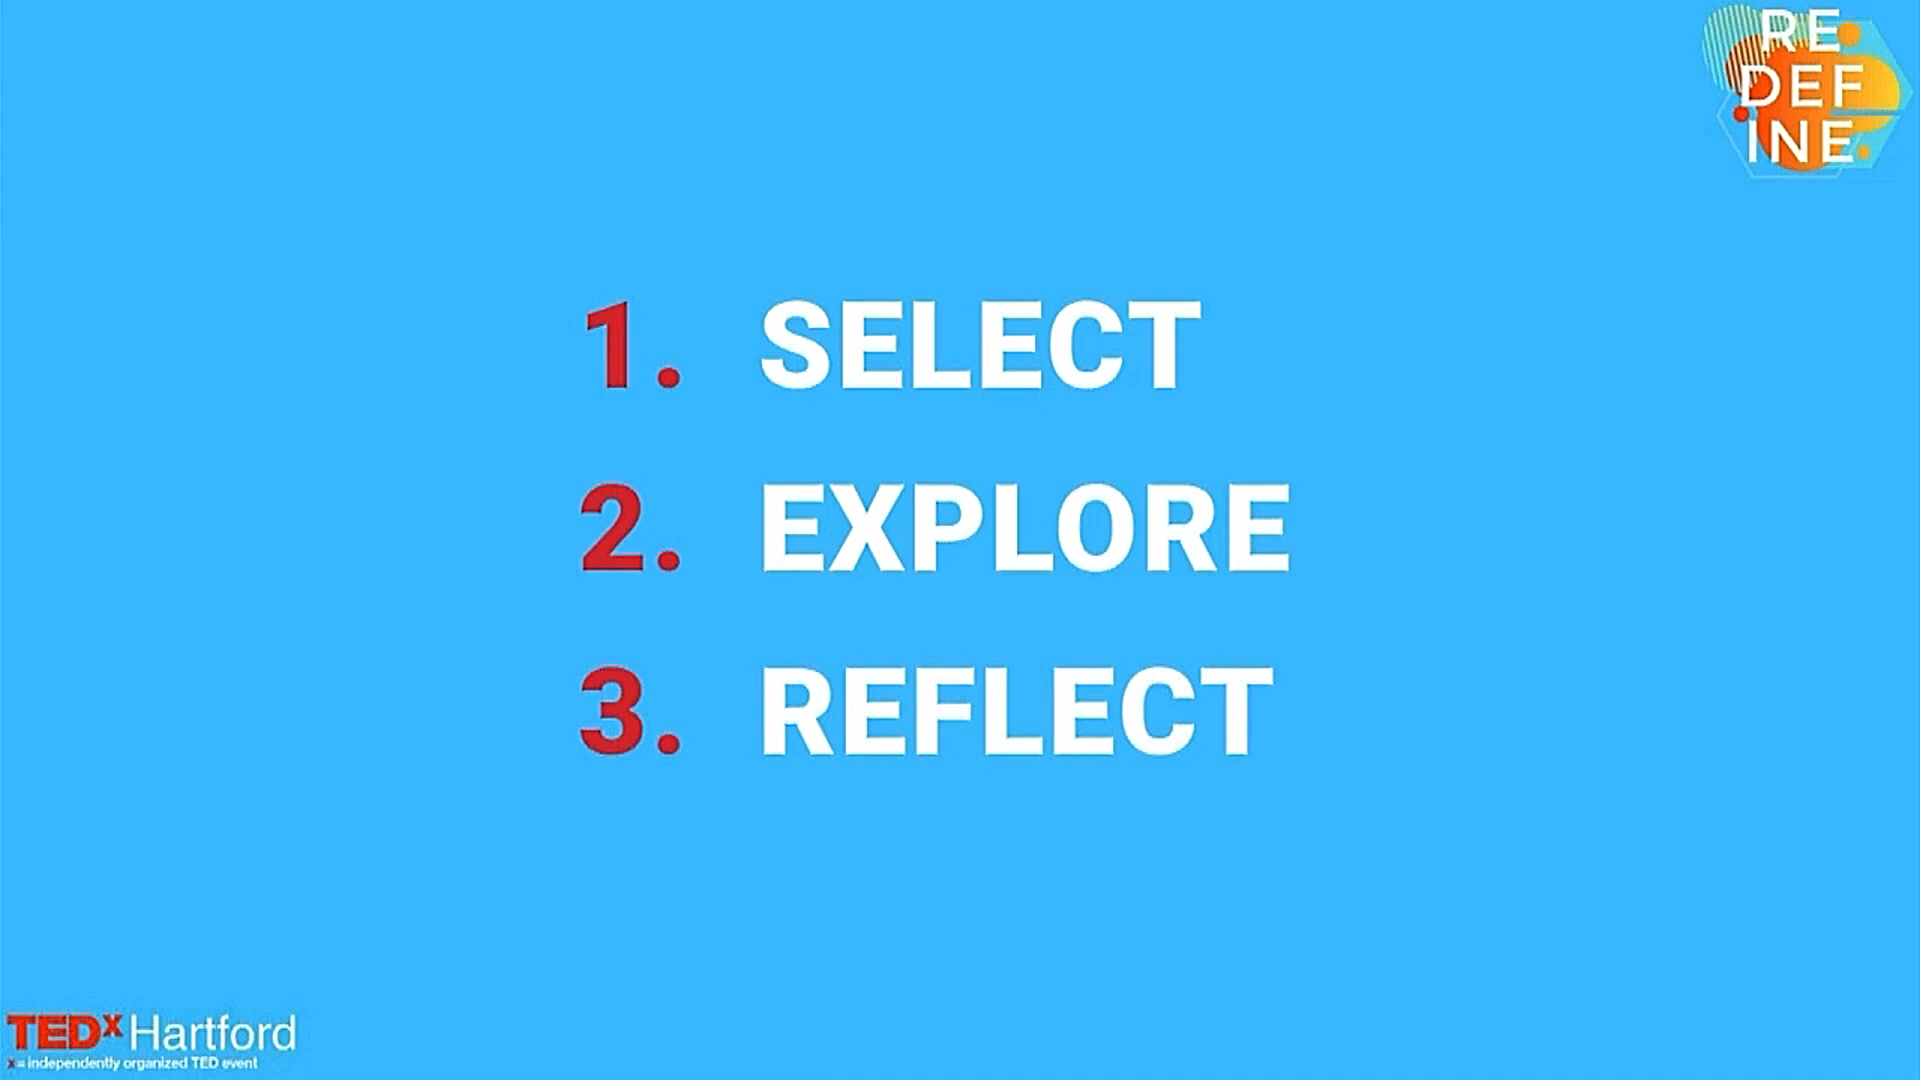 RE
DEF
INE
1. SELECT
2. EXPLORE
3. REFLECT
TEDx Hartford
x = independently organized TED event